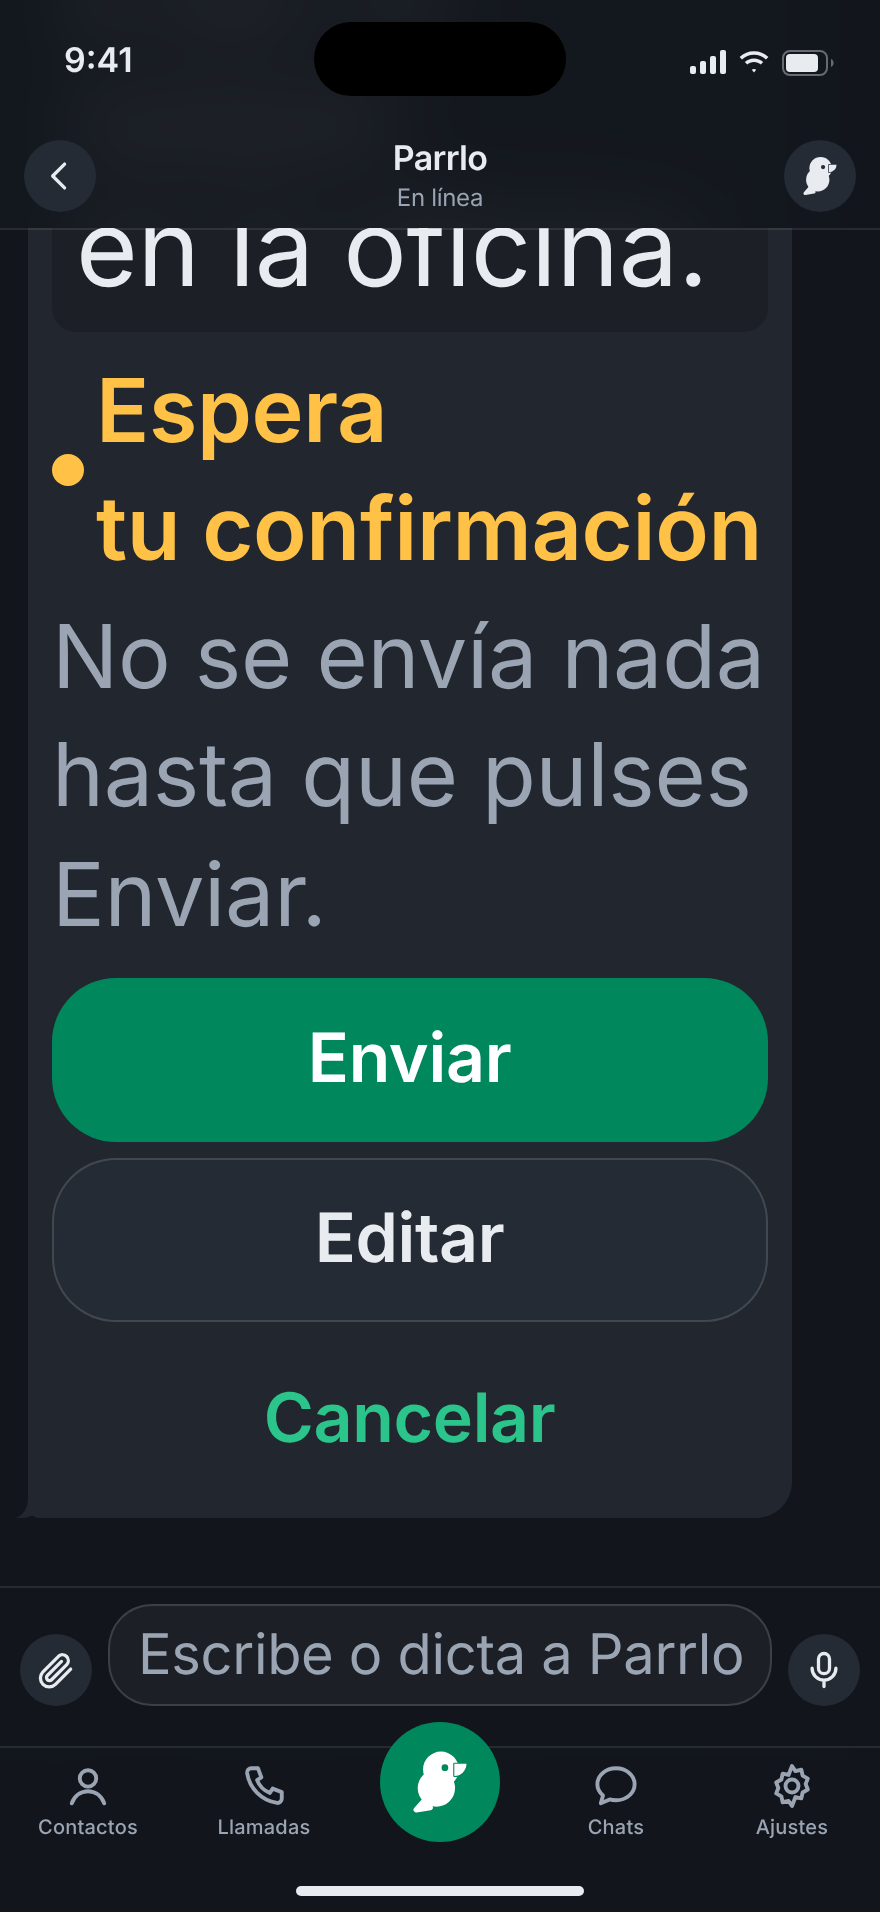 9:41
Parrlo
En línea
en la oficina.
Espera
tu confirmación
No se envía nada
hasta que pulses
Enviar.
Enviar
Editar
Cancelar
Escribe o dicta a Parrlo
Contactos
Llamadas
Chats
Ajustes